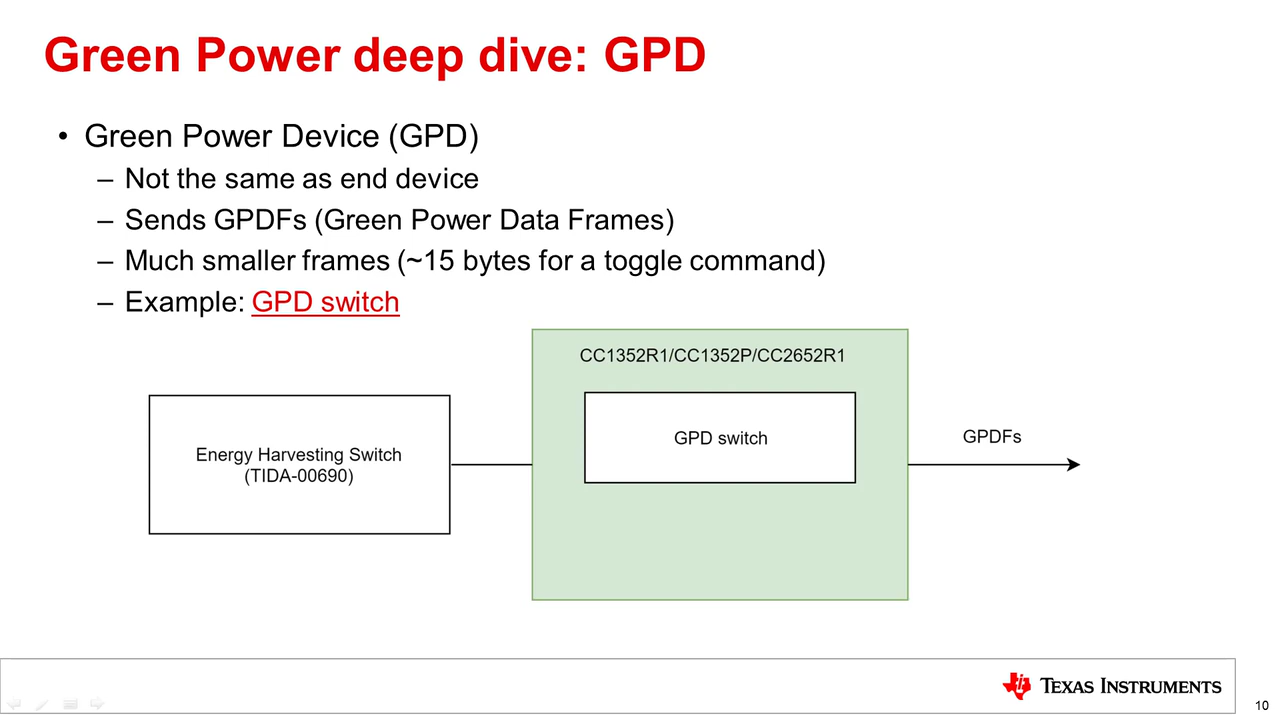 Green Power deep dive: GPD
• Green Power Device (GPD)
– Not the same as end device
– Sends GPDFs (Green Power Data Frames)
– Much smaller frames (~15 bytes for a toggle command)
– Example: GPD switch
CC1352R1/CC1352P/CC2652R1
GPD switch
Energy Harvesting Switch
(TIDA-00690)
GPDFs
TEXAS INSTRUMENTS
10